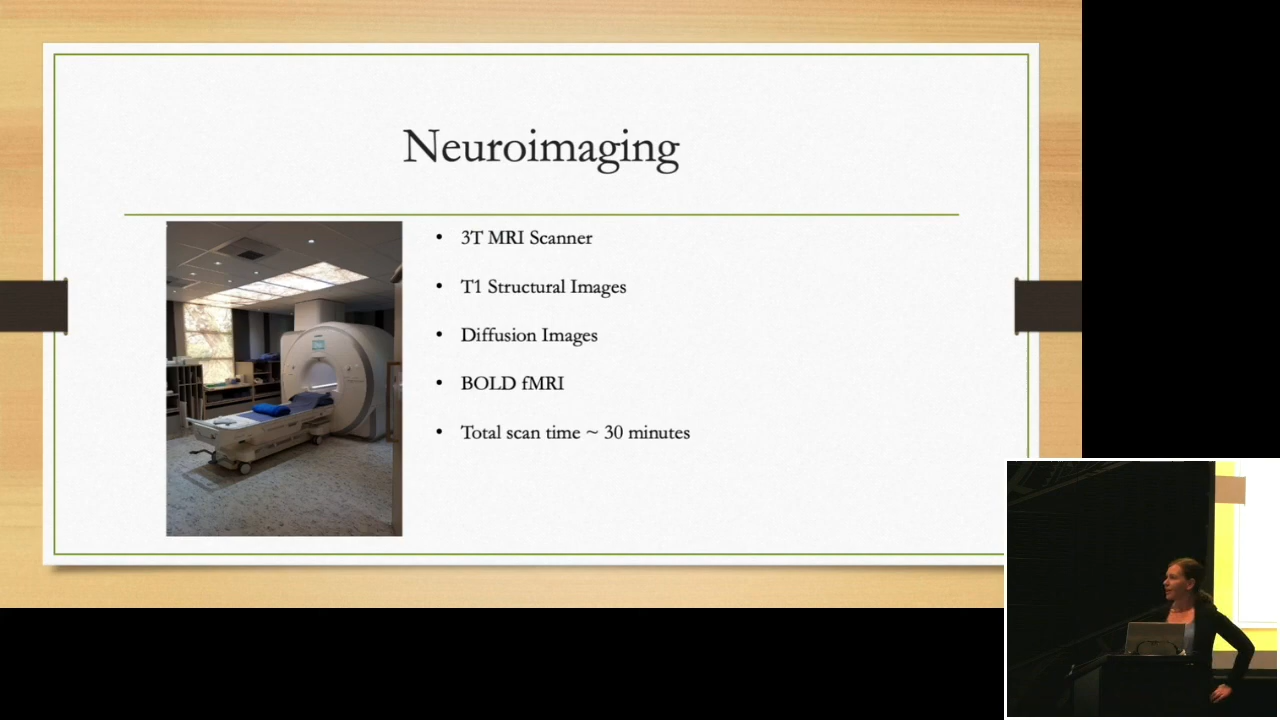 Neuroimaging
• 3T MRI Scanner
• T1 Structural Images
• Diffusion Images
• BOLD fMRI
• Total scan time ~ 30 minutes